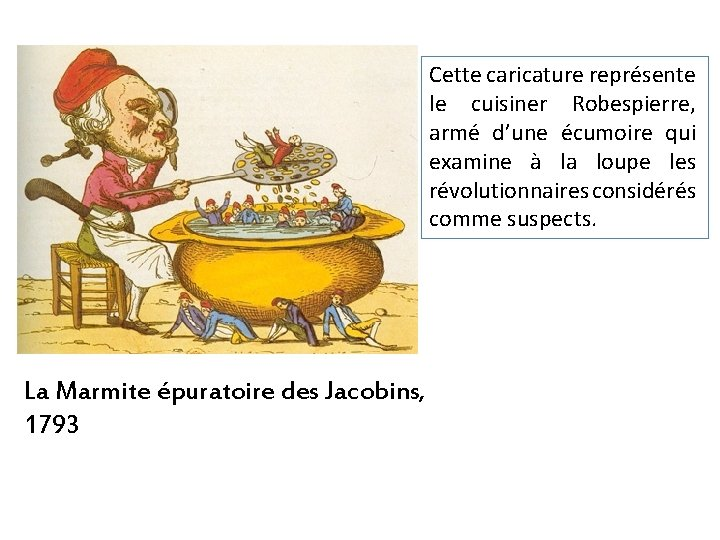 Cette caricature représente
le cuisiner Robespierre,
armé d’une écumoire qui
examine à la loupe les
révolutionnaires considérés
comme suspects.
La Marmite épuratoire des Jacobins,
1793